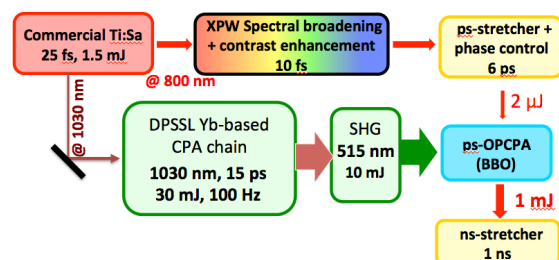 Commercial Ti:Sa
25 fs, 1.5 mJ
XPW Spectral broadening
+ contrast enhancement
10 fs
ps-stretcher +
phase control
6 ps
@ 800 nm
@ 1030 nm
2 µJ
DPSSL Yb-based
CPA chain
1030 nm, 15 ps
30 mJ, 100 Hz
SHG
515 nm
10 mJ
ps-OPCPA
(BBO)
1 mJ
ns-stretcher
1 ns